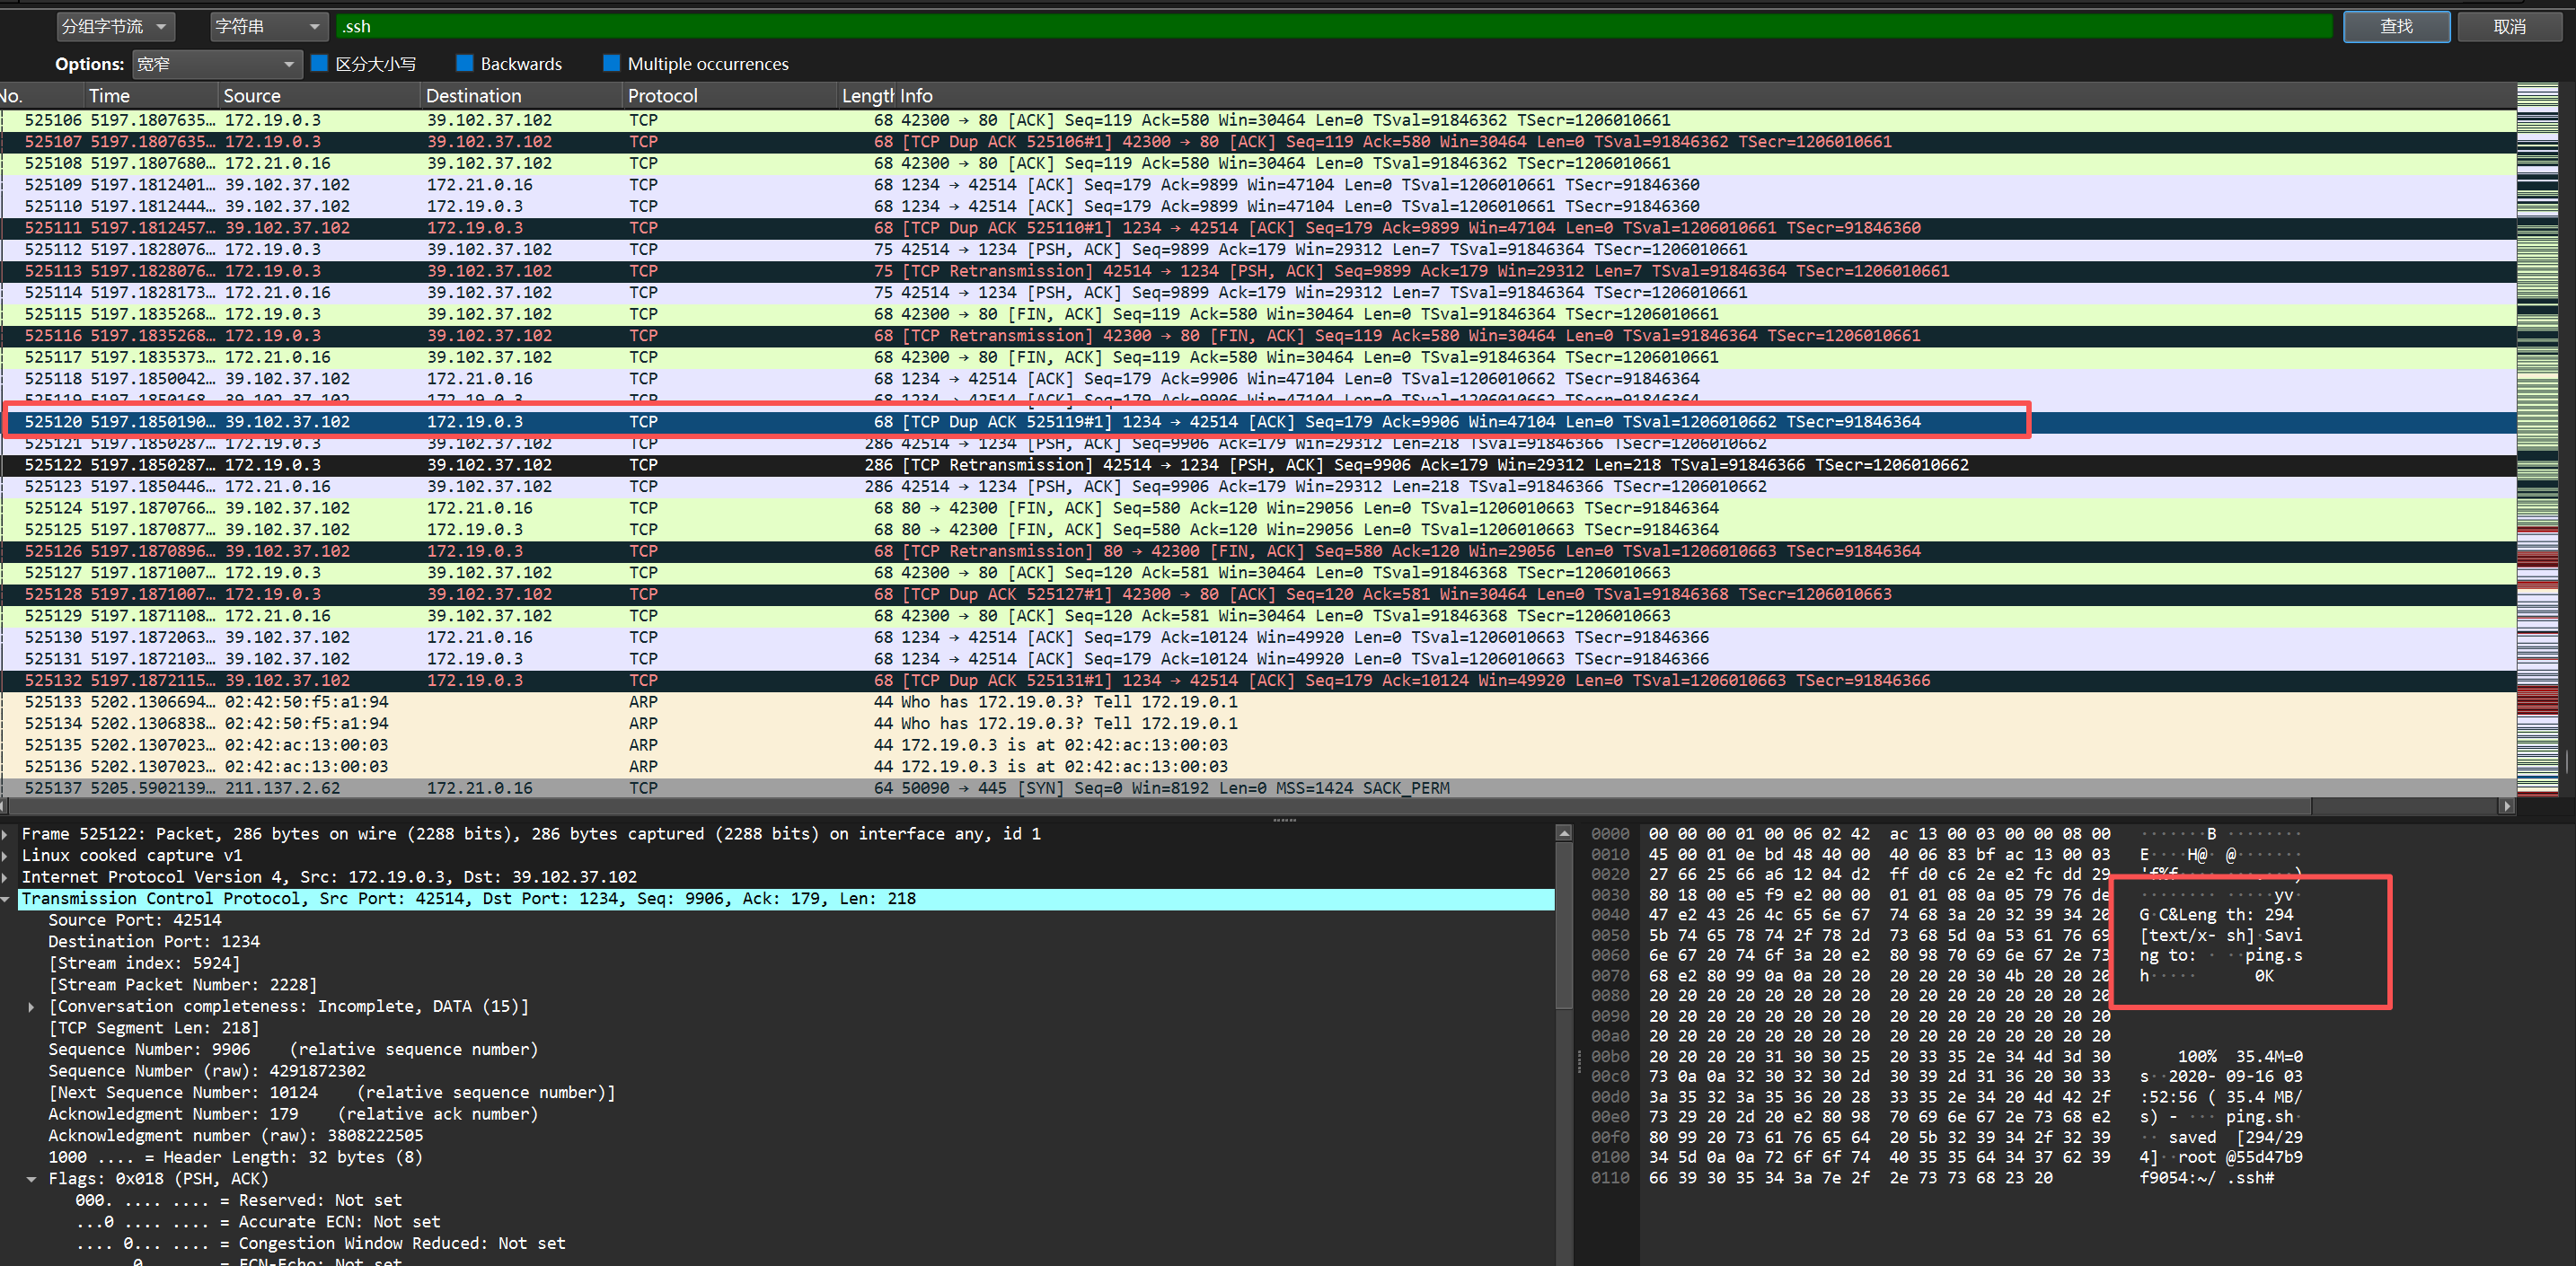 分组字节流 字符串 .ssh 查找 取消
Options: 宽窄 区分大小写 Backwards Multiple occurrences
No. Time Source Destination Protocol Length Info
525106 5197.1807635… 172.19.0.3 39.102.37.102 TCP 68 42300 → 80 [ACK] Seq=119 Ack=580 Win=30464 Len=0 TSval=91846362 TSecr=1206010661
525107 5197.1807635… 172.19.0.3 39.102.37.102 TCP 68 [TCP Dup ACK 525106#1] 42300 → 80 [ACK] Seq=119 Ack=580 Win=30464 Len=0 TSval=91846362 TSecr=1206010661
525108 5197.1807680… 172.21.0.16 39.102.37.102 TCP 68 42300 → 80 [ACK] Seq=119 Ack=580 Win=30464 Len=0 TSval=91846362 TSecr=1206010661
525109 5197.1812401… 39.102.37.102 172.21.0.16 TCP 68 1234 → 42514 [ACK] Seq=179 Ack=9899 Win=47104 Len=0 TSval=1206010661 TSecr=91846360
525110 5197.1812444… 39.102.37.102 172.19.0.3 TCP 68 1234 → 42514 [ACK] Seq=179 Ack=9899 Win=47104 Len=0 TSval=1206010661 TSecr=91846360
525111 5197.1812457… 39.102.37.102 172.19.0.3 TCP 68 [TCP Dup ACK 525110#1] 1234 → 42514 [ACK] Seq=179 Ack=9899 Win=47104 Len=0 TSval=1206010661 TSecr=91846360
525112 5197.1828076… 172.19.0.3 39.102.37.102 TCP 75 42514 → 1234 [PSH, ACK] Seq=9899 Ack=179 Win=29312 Len=7 TSval=91846364 TSecr=1206010661
525113 5197.1828076… 172.19.0.3 39.102.37.102 TCP 75 [TCP Retransmission] 42514 → 1234 [PSH, ACK] Seq=9899 Ack=179 Win=29312 Len=7 TSval=91846364 TSecr=1206010661
525114 5197.1828173… 172.21.0.16 39.102.37.102 TCP 75 42514 → 1234 [PSH, ACK] Seq=9899 Ack=179 Win=29312 Len=7 TSval=91846364 TSecr=1206010661
525115 5197.1835268… 172.19.0.3 39.102.37.102 TCP 68 42300 → 80 [FIN, ACK] Seq=119 Ack=580 Win=30464 Len=0 TSval=91846364 TSecr=1206010661
525116 5197.1835268… 172.19.0.3 39.102.37.102 TCP 68 [TCP Retransmission] 42300 → 80 [FIN, ACK] Seq=119 Ack=580 Win=30464 Len=0 TSval=91846364 TSecr=1206010661
525117 5197.1835373… 172.21.0.16 39.102.37.102 TCP 68 42300 → 80 [FIN, ACK] Seq=119 Ack=580 Win=30464 Len=0 TSval=91846364 TSecr=1206010661
525118 5197.1850042… 39.102.37.102 172.21.0.16 TCP 68 1234 → 42514 [ACK] Seq=179 Ack=9906 Win=47104 Len=0 TSval=1206010662 TSecr=91846364
525119 5197.1850168… 39.102.37.102 172.19.0.3 TCP 68 1234 → 42514 [ACK] Seq=179 Ack=9906 Win=47104 Len=0 TSval=1206010662 TSecr=91846364
525120 5197.1850190… 39.102.37.102 172.19.0.3 TCP 68 [TCP Dup ACK 525119#1] 1234 → 42514 [ACK] Seq=179 Ack=9906 Win=47104 Len=0 TSval=1206010662 TSecr=91846364
525121 5197.1850287… 172.19.0.3 39.102.37.102 TCP 286 42514 → 1234 [PSH, ACK] Seq=9906 Ack=179 Win=29312 Len=218 TSval=91846366 TSecr=1206010662
525122 5197.1850287… 172.19.0.3 39.102.37.102 TCP 286 [TCP Retransmission] 42514 → 1234 [PSH, ACK] Seq=9906 Ack=179 Win=29312 Len=218 TSval=91846366 TSecr=1206010662
525123 5197.1850446… 172.21.0.16 39.102.37.102 TCP 286 42514 → 1234 [PSH, ACK] Seq=9906 Ack=179 Win=29312 Len=218 TSval=91846366 TSecr=1206010662
525124 5197.1870766… 39.102.37.102 172.21.0.16 TCP 68 80 → 42300 [FIN, ACK] Seq=580 Ack=120 Win=29056 Len=0 TSval=1206010663 TSecr=91846364
525125 5197.1870877… 39.102.37.102 172.19.0.3 TCP 68 80 → 42300 [FIN, ACK] Seq=580 Ack=120 Win=29056 Len=0 TSval=1206010663 TSecr=91846364
525126 5197.1870896… 39.102.37.102 172.19.0.3 TCP 68 [TCP Retransmission] 80 → 42300 [FIN, ACK] Seq=580 Ack=120 Win=29056 Len=0 TSval=1206010663 TSecr=91846364
525127 5197.1871007… 172.19.0.3 39.102.37.102 TCP 68 42300 → 80 [ACK] Seq=120 Ack=581 Win=30464 Len=0 TSval=91846368 TSecr=1206010663
525128 5197.1871007… 172.19.0.3 39.102.37.102 TCP 68 [TCP Dup ACK 525127#1] 42300 → 80 [ACK] Seq=120 Ack=581 Win=30464 Len=0 TSval=91846368 TSecr=1206010663
525129 5197.1871108… 172.21.0.16 39.102.37.102 TCP 68 42300 → 80 [ACK] Seq=120 Ack=581 Win=30464 Len=0 TSval=91846368 TSecr=1206010663
525130 5197.1872063… 39.102.37.102 172.21.0.16 TCP 68 1234 → 42514 [ACK] Seq=179 Ack=10124 Win=49920 Len=0 TSval=1206010663 TSecr=91846366
525131 5197.1872103… 39.102.37.102 172.19.0.3 TCP 68 1234 → 42514 [ACK] Seq=179 Ack=10124 Win=49920 Len=0 TSval=1206010663 TSecr=91846366
525132 5197.1872115… 39.102.37.102 172.19.0.3 TCP 68 [TCP Dup ACK 525131#1] 1234 → 42514 [ACK] Seq=179 Ack=10124 Win=49920 Len=0 TSval=1206010663 TSecr=91846366
525133 5202.1306694… 02:42:50:f5:a1:94 ARP 44 Who has 172.19.0.3? Tell 172.19.0.1
525134 5202.1306838… 02:42:50:f5:a1:94 ARP 44 Who has 172.19.0.3? Tell 172.19.0.1
525135 5202.1307023… 02:42:ac:13:00:03 ARP 44 172.19.0.3 is at 02:42:ac:13:00:03
525136 5202.1307023… 02:42:ac:13:00:03 ARP 44 172.19.0.3 is at 02:42:ac:13:00:03
525137 5205.5902139… 211.137.2.62 172.21.0.16 TCP 64 50090 → 445 [SYN] Seq=0 Win=8192 Len=0 MSS=1424 SACK_PERM
Frame 525122: Packet, 286 bytes on wire (2288 bits), 286 bytes captured (2288 bits) on interface any, id 1
Linux cooked capture v1
Internet Protocol Version 4, Src: 172.19.0.3, Dst: 39.102.37.102
Transmission Control Protocol, Src Port: 42514, Dst Port: 1234, Seq: 9906, Ack: 179, Len: 218
Source Port: 42514
Destination Port: 1234
[Stream index: 5924]
[Stream Packet Number: 2228]
[Conversation completeness: Incomplete, DATA (15)]
[TCP Segment Len: 218]
Sequence Number: 9906 (relative sequence number)
Sequence Number (raw): 4291872302
[Next Sequence Number: 10124 (relative sequence number)]
Acknowledgment Number: 179 (relative ack number)
Acknowledgment number (raw): 3808222505
1000 .... = Header Length: 32 bytes (8)
Flags: 0x018 (PSH, ACK)
000. .... .... = Reserved: Not set
...0 .... .... = Accurate ECN: Not set
.... 0... .... = Congestion Window Reduced: Not set
.... .0.. .... = ECN-Echo: Not set
0000 00 00 00 01 00 06 02 42 ac 13 00 03 00 00 08 00 ·······B ········
0010 45 00 01 0e bd 48 40 00 40 06 83 bf ac 13 00 03 E····H@· @·······
0020 27 66 25 66 a6 12 04 d2 ff d0 c6 2e e2 fc dd 29 'f%f···· ·······)
0030 80 18 00 e5 f9 e2 00 00 01 01 08 0a 05 79 76 de ········ ·····yv·
0040 47 e2 43 26 4c 65 6e 67 74 68 3a 20 32 39 34 20 G·C&Leng th: 294
0050 5b 74 65 78 74 2f 78 2d 73 68 5d 0a 53 61 76 69 [text/x- sh]·Savi
0060 6e 67 20 74 6f 3a 20 e2 80 98 70 69 6e 67 2e 73 ng to: · ··ping.s
0070 68 e2 80 99 0a 0a 20 20 20 20 20 30 4b 20 20 20 h····· 0K
0080 20 20 20 20 20 20 20 20 20 20 20 20 20 20 20 20
0090 20 20 20 20 20 20 20 20 20 20 20 20 20 20 20 20
00a0 20 20 20 20 20 20 20 20 20 20 20 20 20 20 20 20
00b0 20 20 20 20 31 30 30 25 20 33 35 2e 34 4d 3d 30 100% 35.4M=0
00c0 73 0a 0a 32 30 32 30 2d 30 39 2d 31 36 20 30 33 s··2020- 09-16 03
00d0 3a 35 32 3a 35 36 20 28 33 35 2e 34 20 4d 42 2f :52:56 ( 35.4 MB/
00e0 73 29 20 2d 20 e2 80 98 70 69 6e 67 2e 73 68 e2 s) - ··· ping.sh·
00f0 80 99 20 73 61 76 65 64 20 5b 32 39 34 2f 32 39 ·· saved [294/29
0100 34 5d 0a 0a 72 6f 6f 74 40 35 35 64 34 37 62 39 4]··root @55d47b9
0110 66 39 30 35 34 3a 7e 2f 2e 73 73 68 23 20 f9054:~/ .ssh#